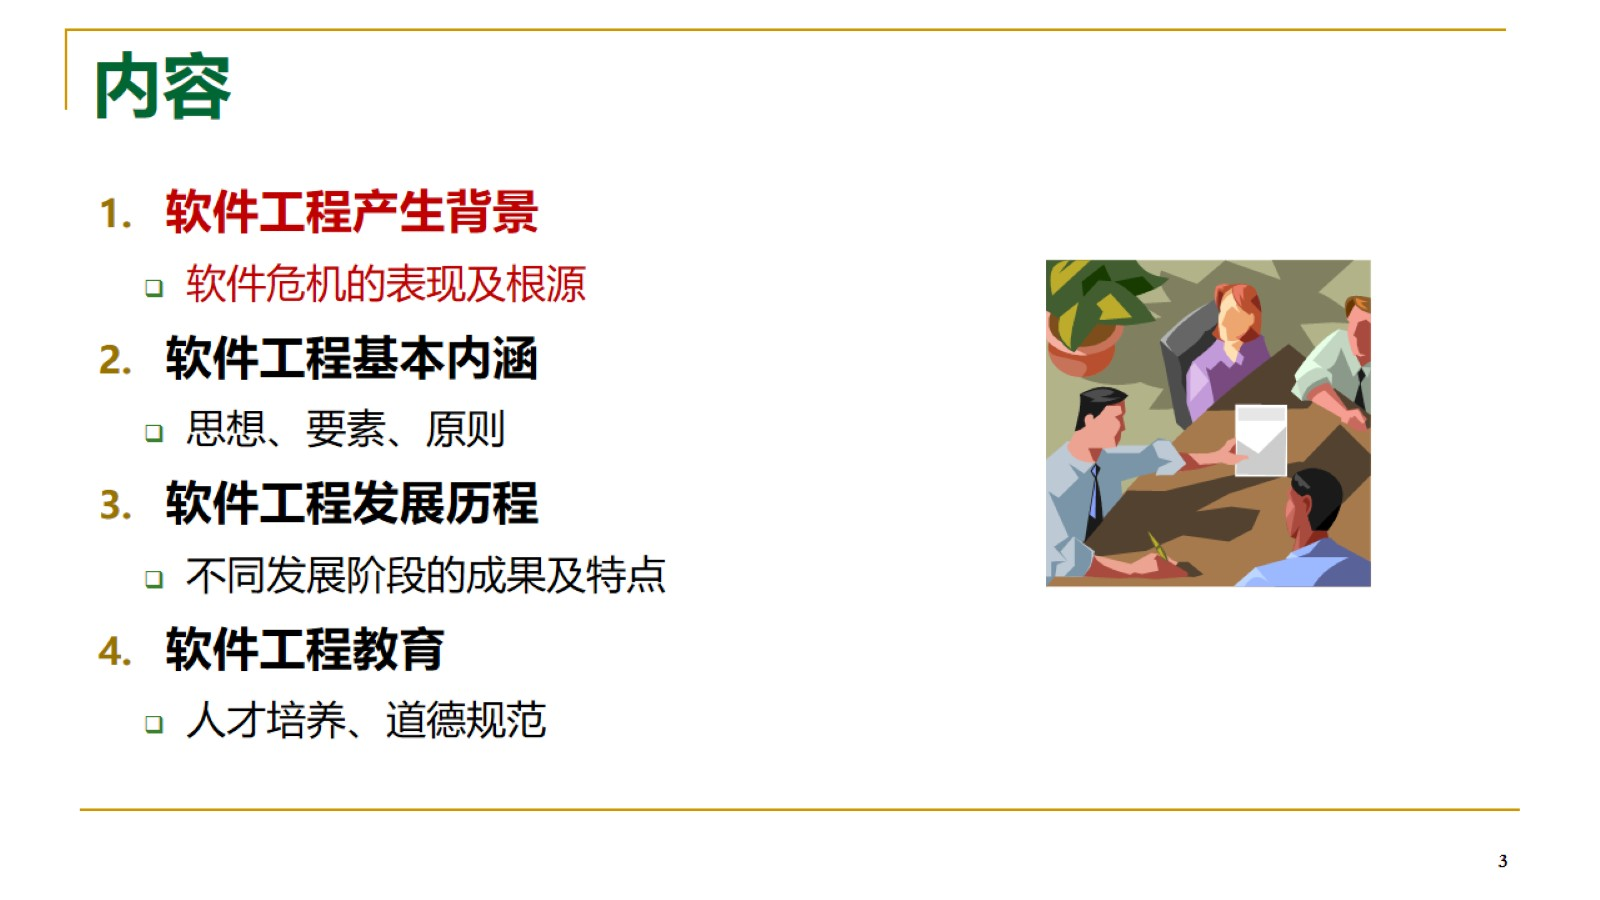 内容
1. 软件工程产生背景
❑ 软件危机的表现及根源
2. 软件工程基本内涵
❑ 思想、要素、原则
3. 软件工程发展历程
❑ 不同发展阶段的成果及特点
4. 软件工程教育
❑ 人才培养、道德规范
3